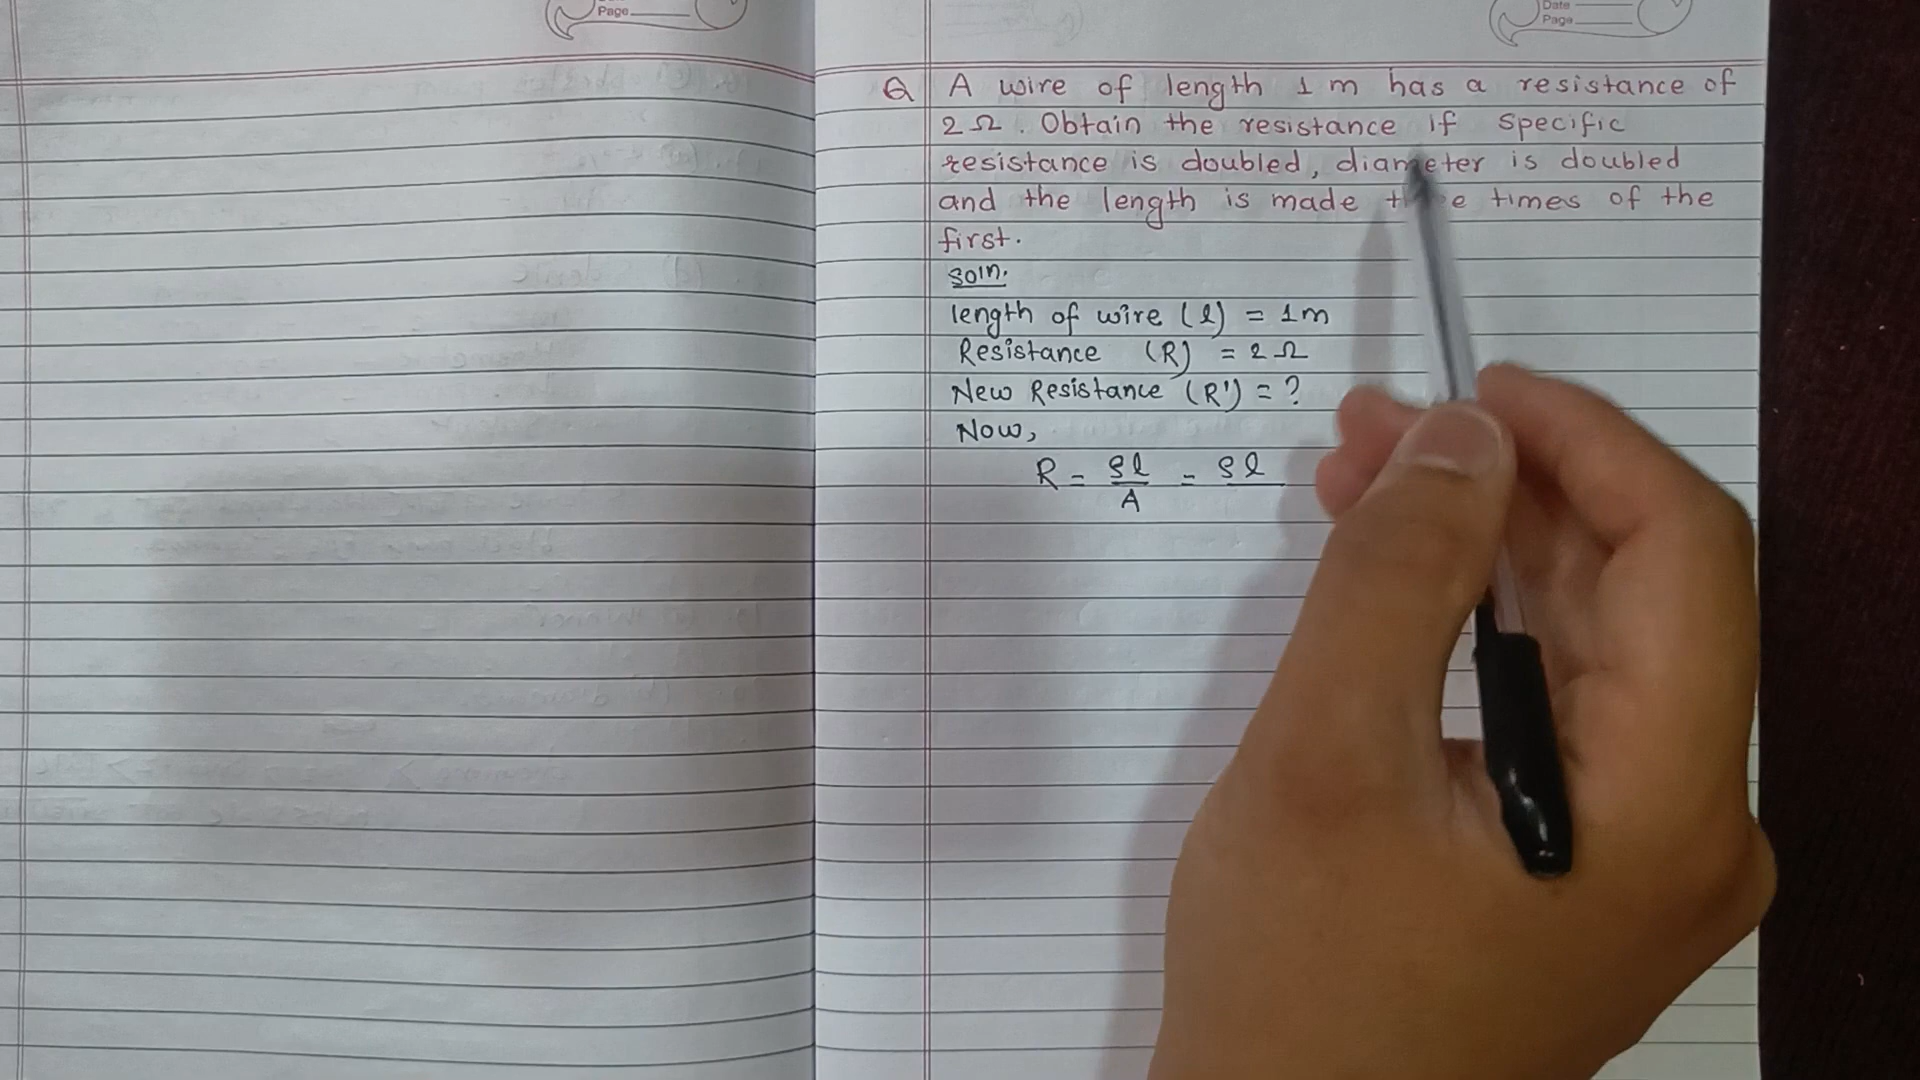 Page
Date
Page
Q A wire of length 1 m has a resistance of
2 Ω. Obtain the resistance if specific
resistance is doubled, diameter is doubled
and the length is made times of the
first.
Soln.
length of wire (l) = 1m
Resistance (R) = 2 Ω
New Resistance (R') = ?
Now,
R = ρl/A = ρl